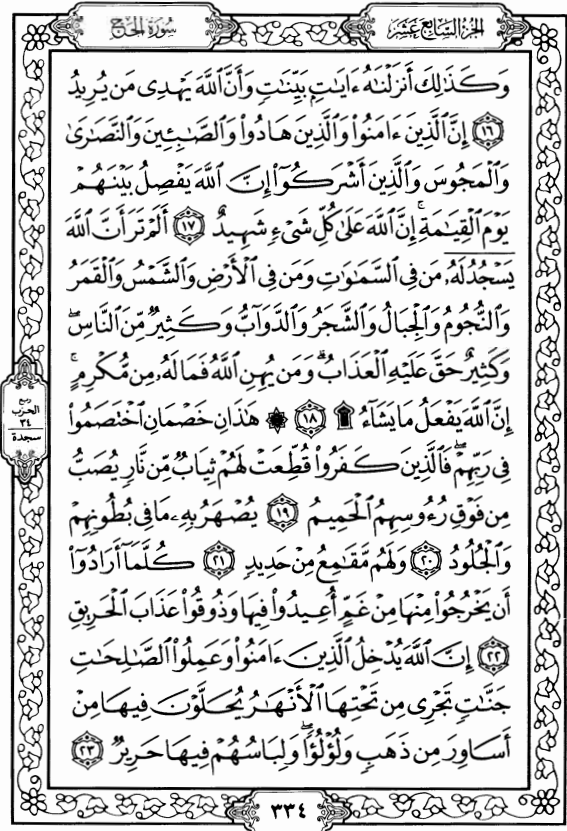 الجزء السابع عشر
سورة الحج
وَكَذَٰلِكَ أَنزَلْنَٰهُ ءَايَٰتٍۭ بَيِّنَٰتٍ وَأَنَّ ٱللَّهَ يَهْدِى مَن يُرِيدُ
١٦ إِنَّ ٱلَّذِينَ ءَامَنُوا۟ وَٱلَّذِينَ هَادُوا۟ وَٱلصَّٰبِـِٔينَ وَٱلنَّصَٰرَىٰ
وَٱلْمَجُوسَ وَٱلَّذِينَ أَشْرَكُوٓا۟ إِنَّ ٱللَّهَ يَفْصِلُ بَيْنَهُمْ
يَوْمَ ٱلْقِيَٰمَةِ ۚ إِنَّ ٱللَّهَ عَلَىٰ كُلِّ شَىْءٍ شَهِيدٌ ١٧ أَلَمْ تَرَ أَنَّ ٱللَّهَ
يَسْجُدُ لَهُۥ مَن فِى ٱلسَّمَٰوَٰتِ وَمَن فِى ٱلْأَرْضِ وَٱلشَّمْسُ وَٱلْقَمَرُ
وَٱلنُّجُومُ وَٱلْجِبَالُ وَٱلشَّجَرُ وَٱلدَّوَآبُّ وَكَثِيرٌ مِّنَ ٱلنَّاسِ ۖ
وَكَثِيرٌ حَقَّ عَلَيْهِ ٱلْعَذَابُ ۗ وَمَن يُهِنِ ٱللَّهُ فَمَا لَهُۥ مِن مُّكْرِمٍ ۚ
إِنَّ ٱللَّهَ يَفْعَلُ مَا يَشَآءُ ۩ ١٨ ۞ هَٰذَانِ خَصْمَانِ ٱخْتَصَمُوا۟
فِى رَبِّهِمْ ۖ فَٱلَّذِينَ كَفَرُوا۟ قُطِّعَتْ لَهُمْ ثِيَابٌ مِّن نَّارٍ يُصَبُّ
مِن فَوْقِ رُءُوسِهِمُ ٱلْحَمِيمُ ١٩ يُصْهَرُ بِهِۦ مَا فِى بُطُونِهِمْ
وَٱلْجُلُودُ ٢٠ وَلَهُم مَّقَٰمِعُ مِنْ حَدِيدٍ ٢١ كُلَّمَآ أَرَادُوٓا۟
أَن يَخْرُجُوا۟ مِنْهَا مِنْ غَمٍّ أُعِيدُوا۟ فِيهَا وَذُوقُوا۟ عَذَابَ ٱلْحَرِيقِ
٢٢ إِنَّ ٱللَّهَ يُدْخِلُ ٱلَّذِينَ ءَامَنُوا۟ وَعَمِلُوا۟ ٱلصَّٰلِحَٰتِ
جَنَّٰتٍ تَجْرِى مِن تَحْتِهَا ٱلْأَنْهَٰرُ يُحَلَّوْنَ فِيهَا مِنْ
أَسَاوِرَ مِن ذَهَبٍ وَلُؤْلُؤًا ۖ وَلِبَاسُهُمْ فِيهَا حَرِيرٌ ٢٣
ربع
الحزب
٣٤
سجدة
٣٣٤